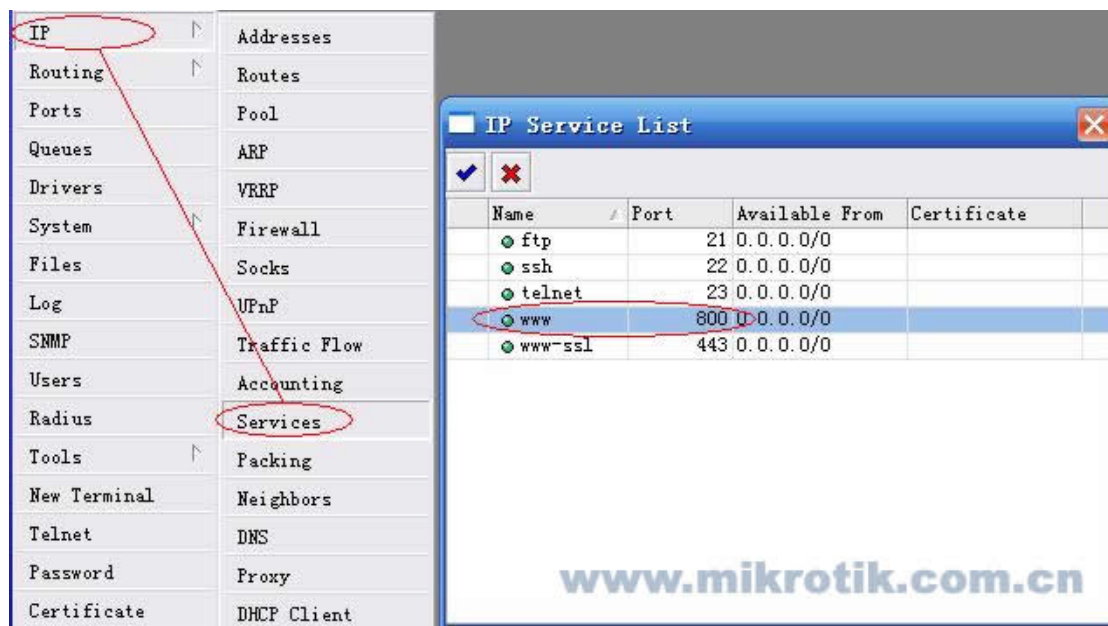 IP
Routing
Ports
Queues
Drivers
System
Files
Log
SNMP
Users
Radius
Tools
New Terminal
Telnet
Password
Certificate
Addresses
Routes
Pool
ARP
VRRP
Firewall
Socks
UPnP
Traffic Flow
Accounting
Services
Packing
Neighbors
DNS
Proxy
DHCP Client
IP Service List
Name / Port Available From Certificate
ftp 21 0.0.0.0/0
ssh 22 0.0.0.0/0
telnet 23 0.0.0.0/0
www 800 0.0.0.0/0
www-ssl 443 0.0.0.0/0
www.mikrotik.com.cn